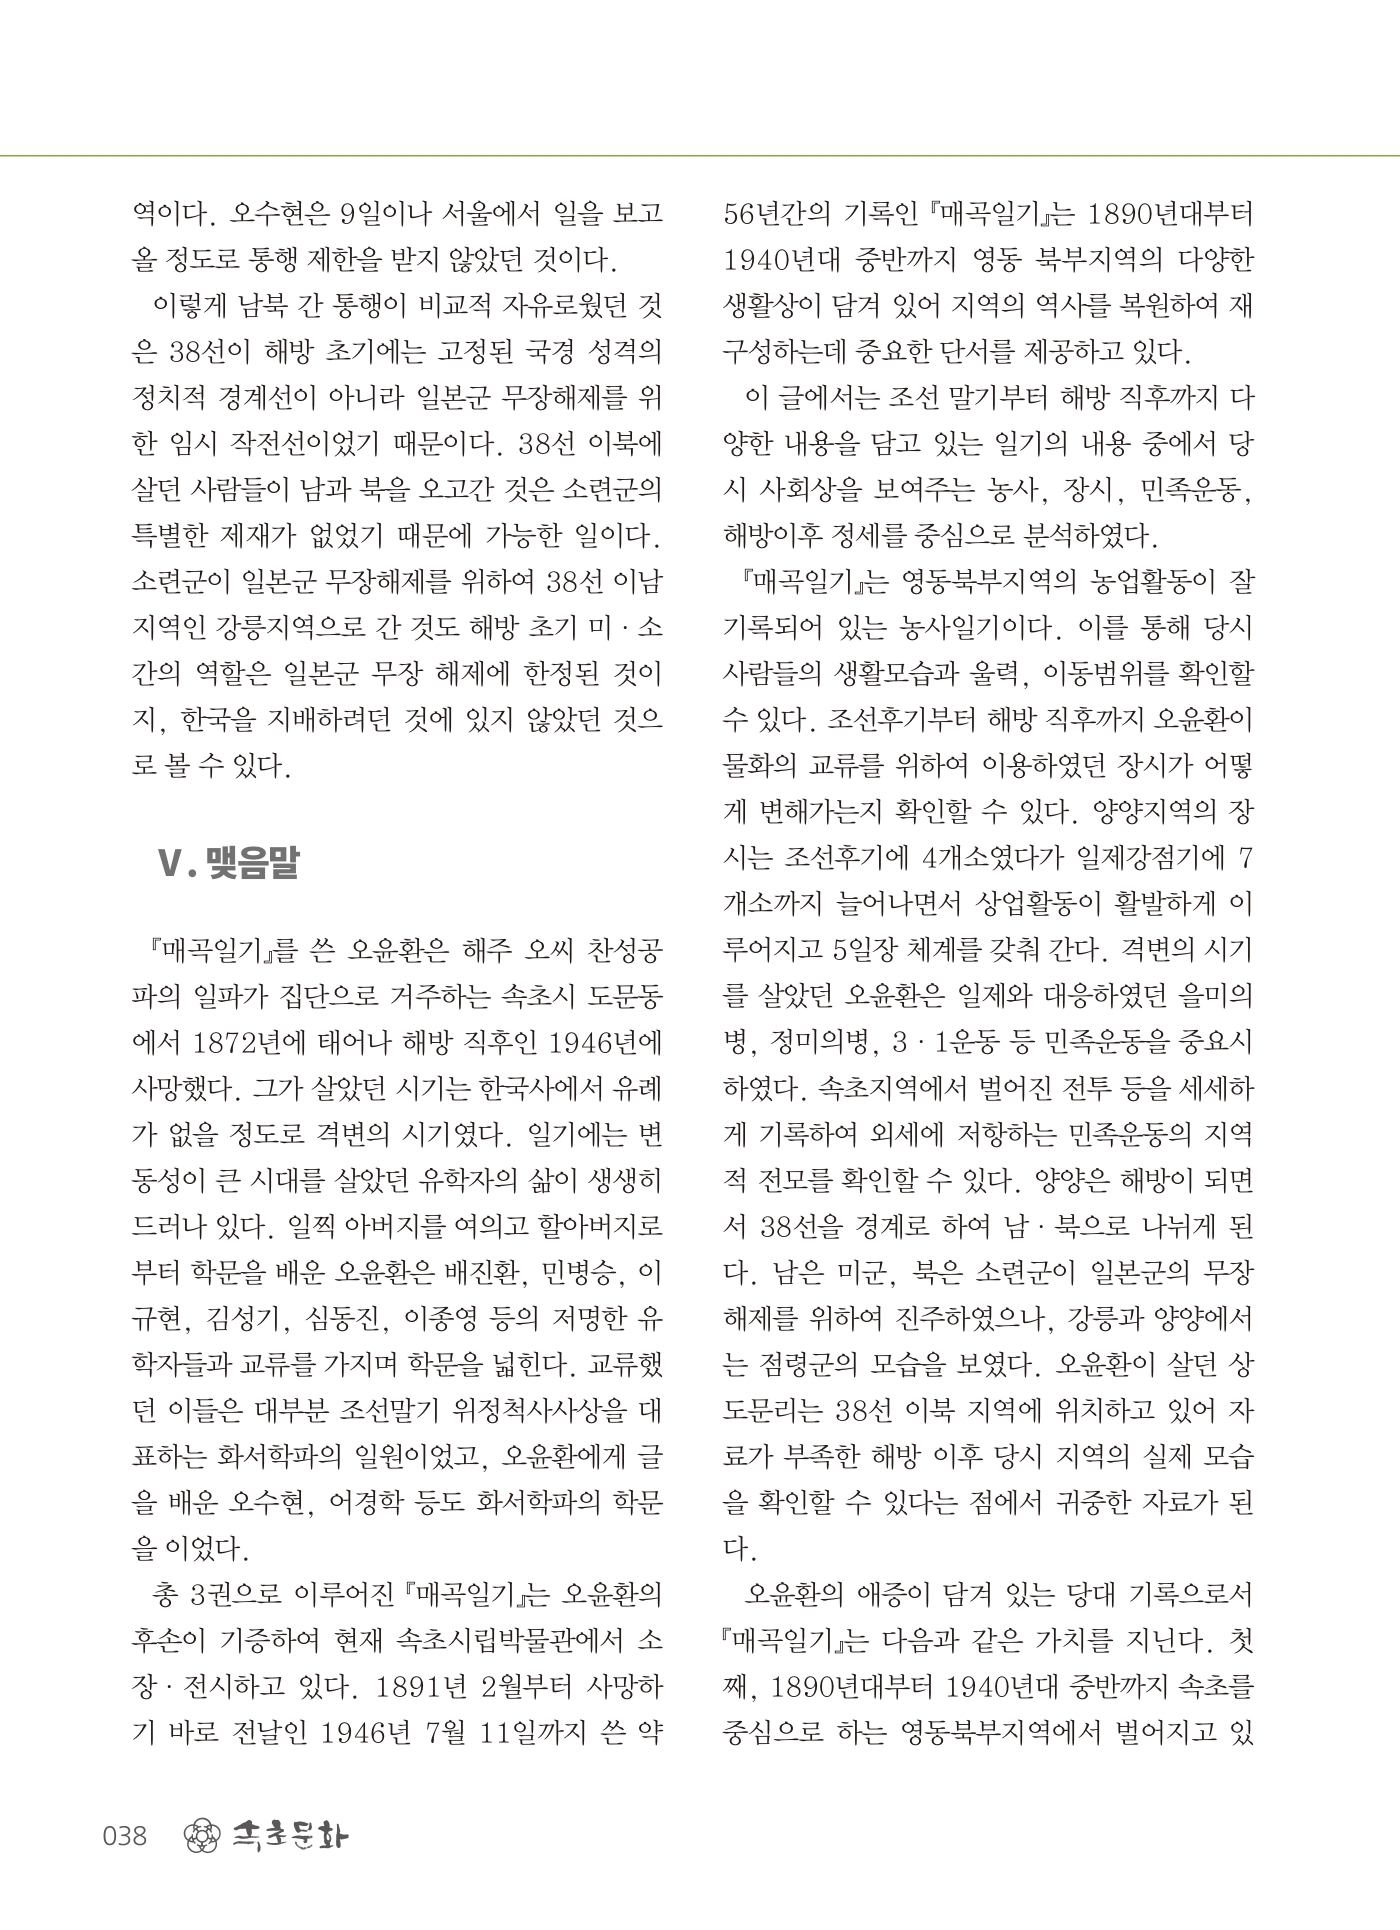 역이다. 오수현은 9일이나 서울에서 일을 보고
올 정도로 통행 제한을 받지 않았던 것이다.
이렇게 남북 간 통행이 비교적 자유로웠던 것
은 38선이 해방 초기에는 고정된 국경 성격의
정치적 경계선이 아니라 일본군 무장해제를 위
한 임시 작전선이었기 때문이다. 38선 이북에
살던 사람들이 남과 북을 오고간 것은 소련군의
특별한 제재가 없었기 때문에 가능한 일이다.
소련군이 일본군 무장해제를 위하여 38선 이남
지역인 강릉지역으로 간 것도 해방 초기 미·소
간의 역할은 일본군 무장 해제에 한정된 것이
지, 한국을 지배하려던 것에 있지 않았던 것으
로 볼 수 있다.
Ⅴ. 맺음말
『매곡일기』를 쓴 오윤환은 해주 오씨 찬성공
파의 일파가 집단으로 거주하는 속초시 도문동
에서 1872년에 태어나 해방 직후인 1946년에
사망했다. 그가 살았던 시기는 한국사에서 유례
가 없을 정도로 격변의 시기였다. 일기에는 변
동성이 큰 시대를 살았던 유학자의 삶이 생생히
드러나 있다. 일찍 아버지를 여의고 할아버지로
부터 학문을 배운 오윤환은 배진환, 민병승, 이
규현, 김성기, 심동진, 이종영 등의 저명한 유
학자들과 교류를 가지며 학문을 넓힌다. 교류했
던 이들은 대부분 조선말기 위정척사사상을 대
표하는 화서학파의 일원이었고, 오윤환에게 글
을 배운 오수현, 어경학 등도 화서학파의 학문
을 이었다.
총 3권으로 이루어진 『매곡일기』는 오윤환의
후손이 기증하여 현재 속초시립박물관에서 소
장·전시하고 있다. 1891년 2월부터 사망하
기 바로 전날인 1946년 7월 11일까지 쓴 약
56년간의 기록인 『매곡일기』는 1890년대부터
1940년대 중반까지 영동 북부지역의 다양한
생활상이 담겨 있어 지역의 역사를 복원하여 재
구성하는데 중요한 단서를 제공하고 있다.
이 글에서는 조선 말기부터 해방 직후까지 다
양한 내용을 담고 있는 일기의 내용 중에서 당
시 사회상을 보여주는 농사, 장시, 민족운동,
해방이후 정세를 중심으로 분석하였다.
『매곡일기』는 영동북부지역의 농업활동이 잘
기록되어 있는 농사일기이다. 이를 통해 당시
사람들의 생활모습과 울력, 이동범위를 확인할
수 있다. 조선후기부터 해방 직후까지 오윤환이
물화의 교류를 위하여 이용하였던 장시가 어떻
게 변해가는지 확인할 수 있다. 양양지역의 장
시는 조선후기에 4개소였다가 일제강점기에 7
개소까지 늘어나면서 상업활동이 활발하게 이
루어지고 5일장 체계를 갖춰 간다. 격변의 시기
를 살았던 오윤환은 일제와 대응하였던 을미의
병, 정미의병, 3·1운동 등 민족운동을 중요시
하였다. 속초지역에서 벌어진 전투 등을 세세하
게 기록하여 외세에 저항하는 민족운동의 지역
적 전모를 확인할 수 있다. 양양은 해방이 되면
서 38선을 경계로 하여 남·북으로 나뉘게 된
다. 남은 미군, 북은 소련군이 일본군의 무장
해제를 위하여 진주하였으나, 강릉과 양양에서
는 점령군의 모습을 보였다. 오윤환이 살던 상
도문리는 38선 이북 지역에 위치하고 있어 자
료가 부족한 해방 이후 당시 지역의 실제 모습
을 확인할 수 있다는 점에서 귀중한 자료가 된
다.
오윤환의 애증이 담겨 있는 당대 기록으로서
『매곡일기』는 다음과 같은 가치를 지닌다. 첫
째, 1890년대부터 1940년대 중반까지 속초를
중심으로 하는 영동북부지역에서 벌어지고 있
038 속초문화